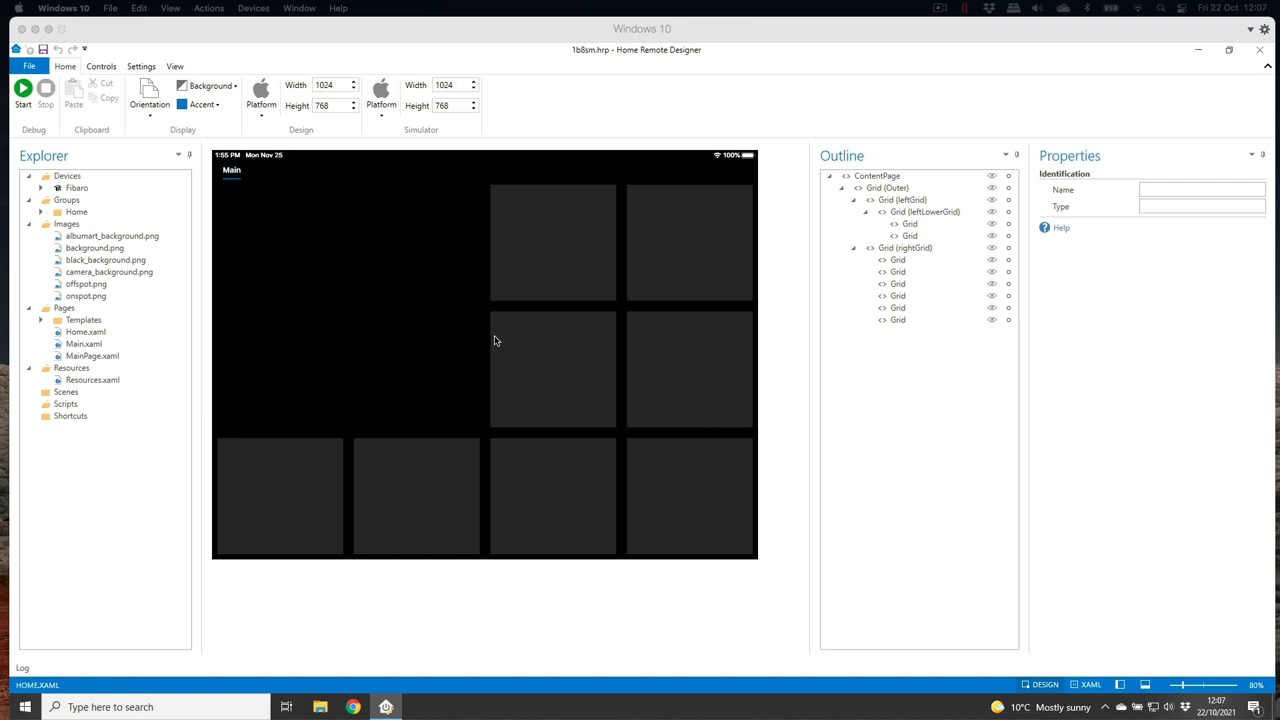 Windows 10 File Edit View Actions Devices Window Help Fri 22 Oct 12:07
Windows 10
1b8sm.hrp - Home Remote Designer
File Home Controls Settings View
Start Stop Paste Cut Copy Orientation Background Accent Platform Width 1024 Height 768 Platform Width 1024 Height 768
Debug Clipboard Display Design Simulator
Explorer
Devices
Fibaro
Groups
Home
Images
albumart_background.png
background.png
black_background.png
camera_background.png
offspot.png
onspot.png
Pages
Templates
Home.xaml
Main.xaml
MainPage.xaml
Resources
Resources.xaml
Scenes
Scripts
Shortcuts
1:55 PM Mon Nov 25 100%
Main
Outline
<> ContentPage
<> Grid (Outer)
<> Grid (leftGrid)
<> Grid (leftLowerGrid)
<> Grid
<> Grid
<> Grid (rightGrid)
<> Grid
<> Grid
<> Grid
<> Grid
<> Grid
<> Grid
Properties
Identification
Name
Type
? Help
Log
HOME.XAML DESIGN XAML 80%
Type here to search 10°C Mostly sunny 12:07
22/10/2021